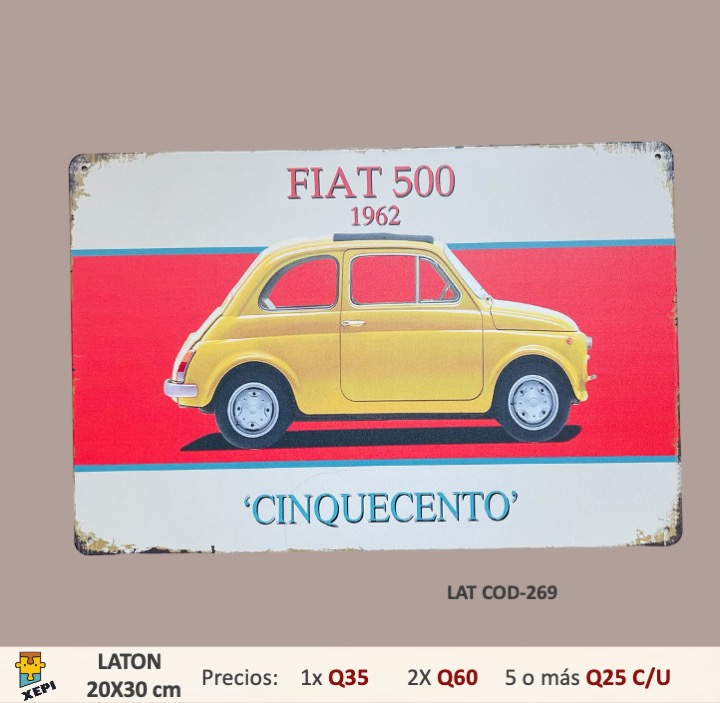 FIAT 500
1962
‘CINQUECENTO’
LAT COD-269
XEPI
LATON
20X30 cm
Precios: 1x Q35 2X Q60 5 o más Q25 C/U